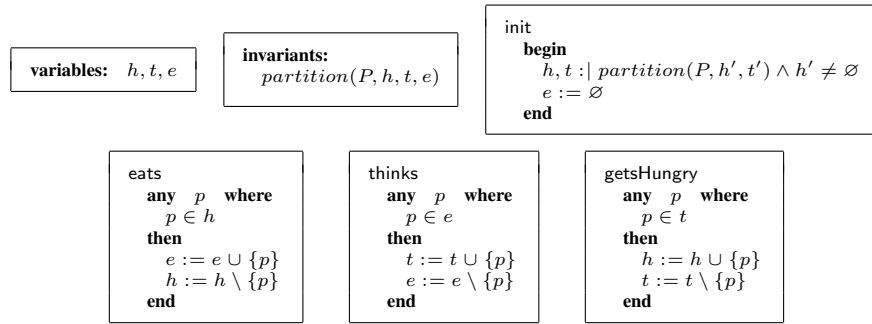 variables: h, t, e
invariants:
partition(P, h, t, e)
init
begin
h, t :| partition(P, h′, t′) ∧ h′ ≠ ∅
e := ∅
end
eats
any p where
p ∈ h
then
e := e ∪ {p}
h := h \ {p}
end
thinks
any p where
p ∈ e
then
t := t ∪ {p}
e := e \ {p}
end
getsHungry
any p where
p ∈ t
then
h := h ∪ {p}
t := t \ {p}
end